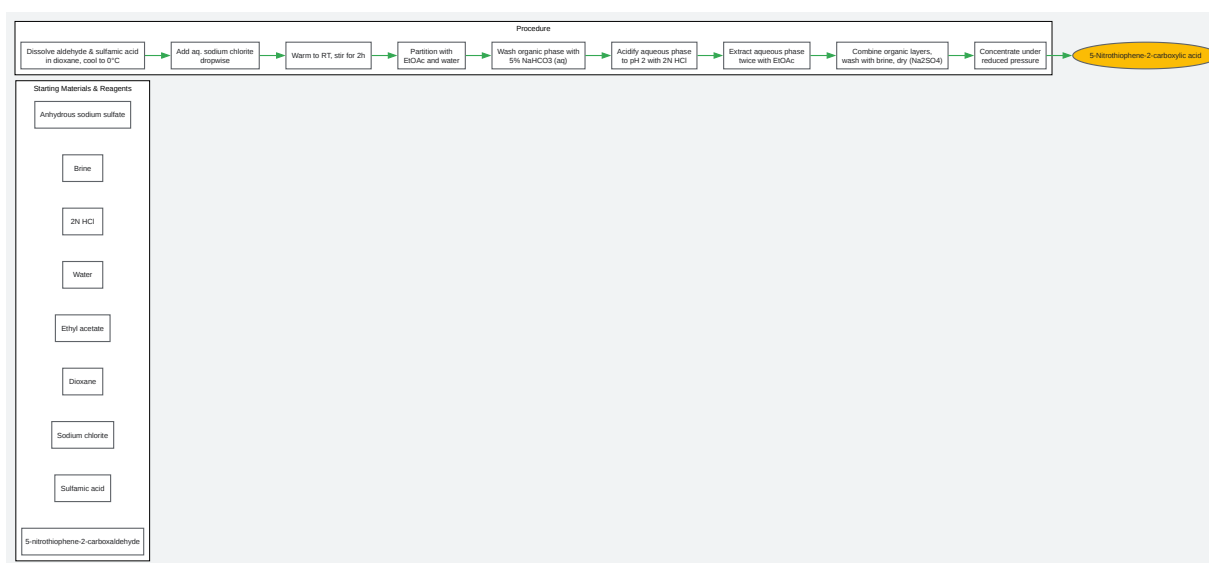 Procedure
Dissolve aldehyde & sulfamic acid
in dioxane, cool to 0°C
Add aq. sodium chlorite
dropwise
Warm to RT, stir for 2h
Partition with
EtOAc and water
Wash organic phase with
5% NaHCO3 (aq)
Acidify aqueous phase
to pH 2 with 2N HCl
Extract aqueous phase
twice with EtOAc
Combine organic layers,
wash with brine, dry (Na2SO4)
Concentrate under
reduced pressure
5-Nitrothiophene-2-carboxylic acid
Starting Materials & Reagents
Anhydrous sodium sulfate
Brine
2N HCl
Water
Ethyl acetate
Dioxane
Sodium chlorite
Sulfamic acid
5-nitrothiophene-2-carboxaldehyde